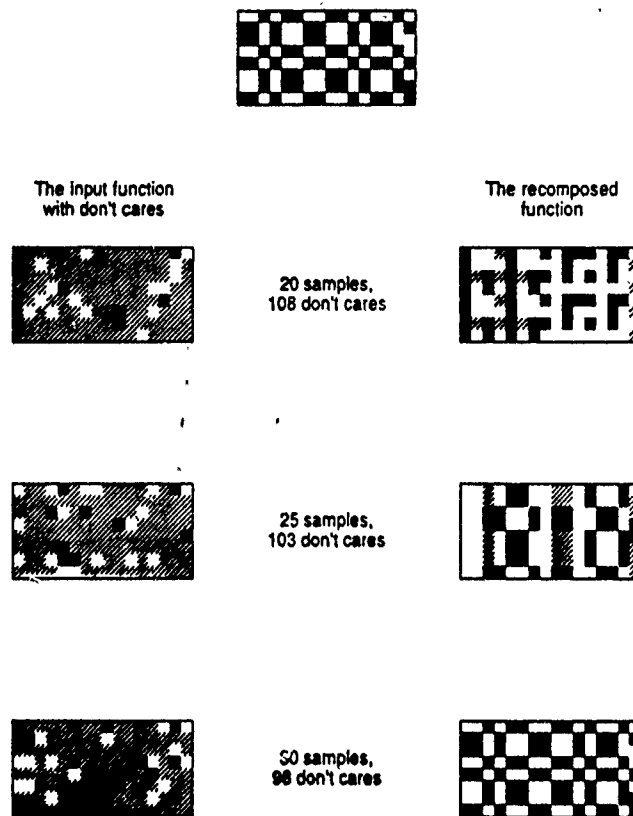 The input function
with don't cares
The recomposed
function
20 samples,
108 don't cares
25 samples,
103 don't cares
30 samples,
98 don't cares